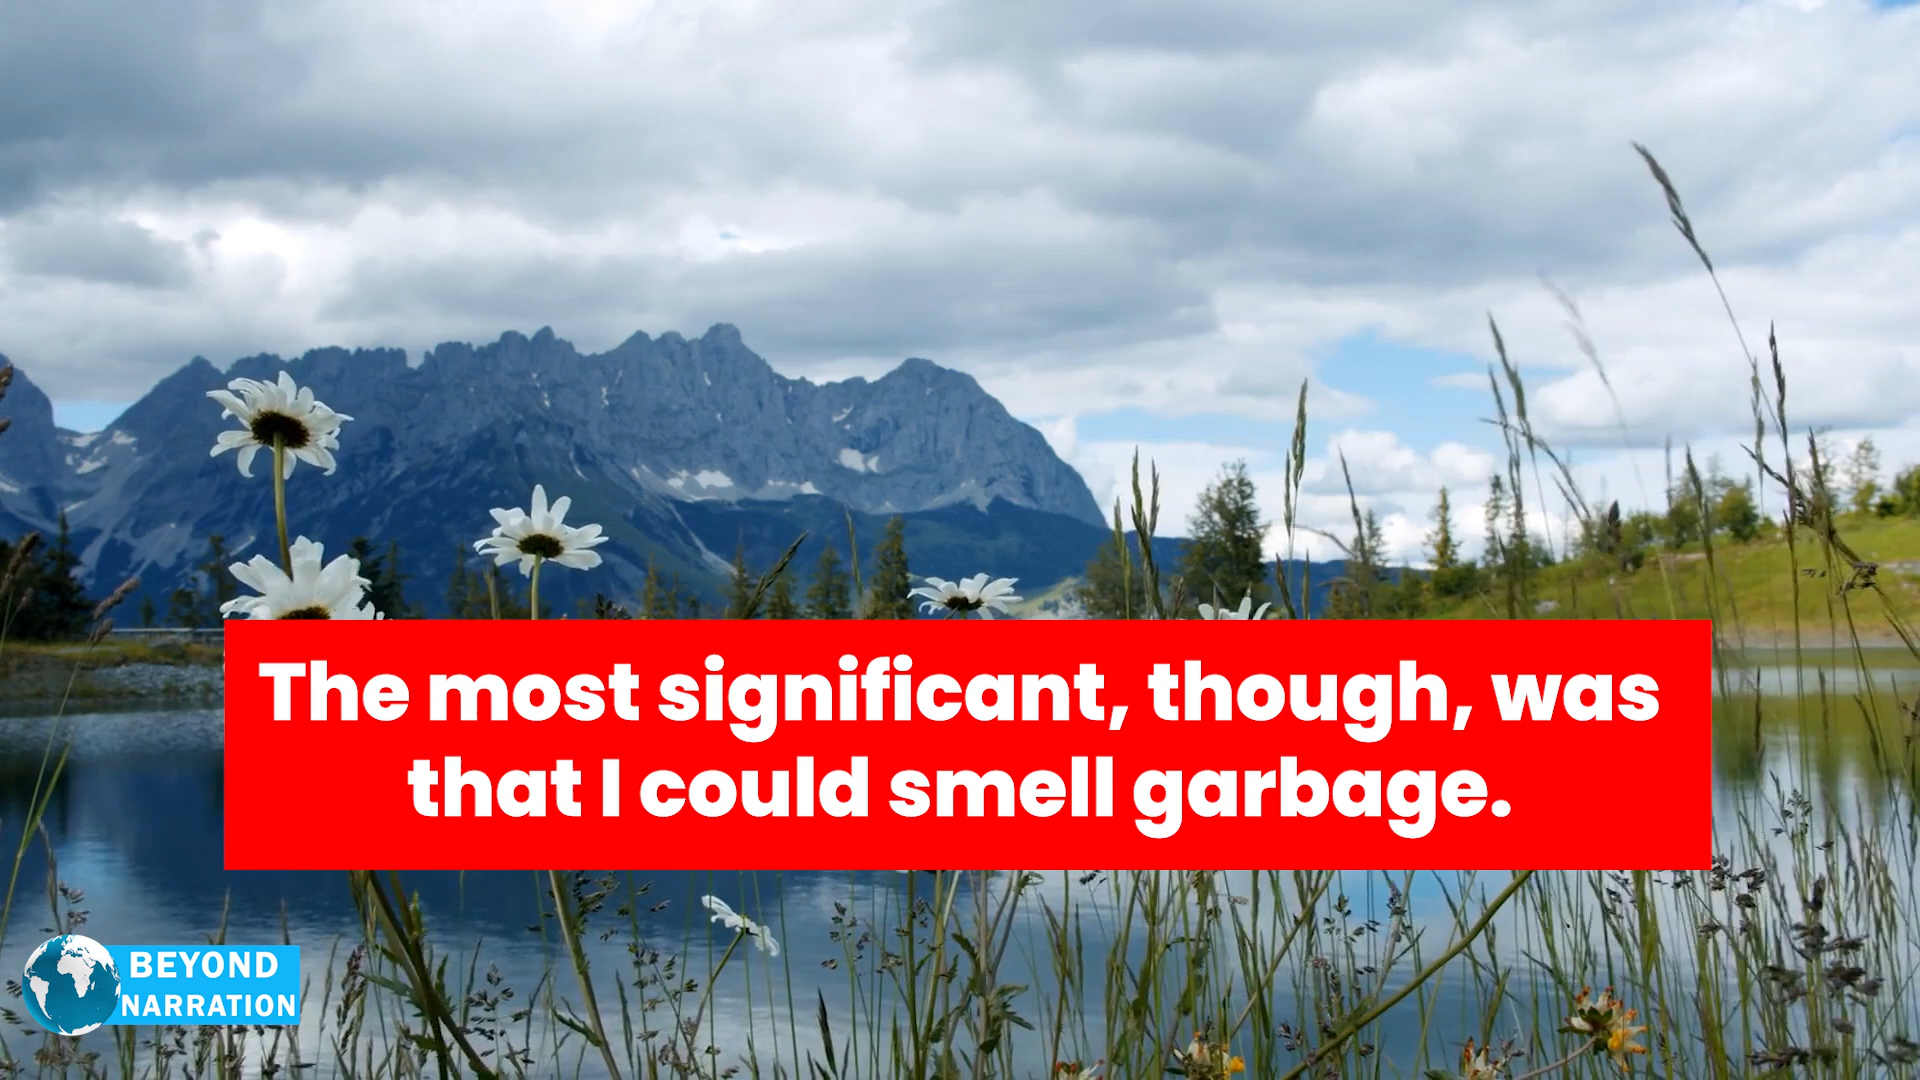 The most significant, though, was
that I could smell garbage.
BEYOND
NARRATION